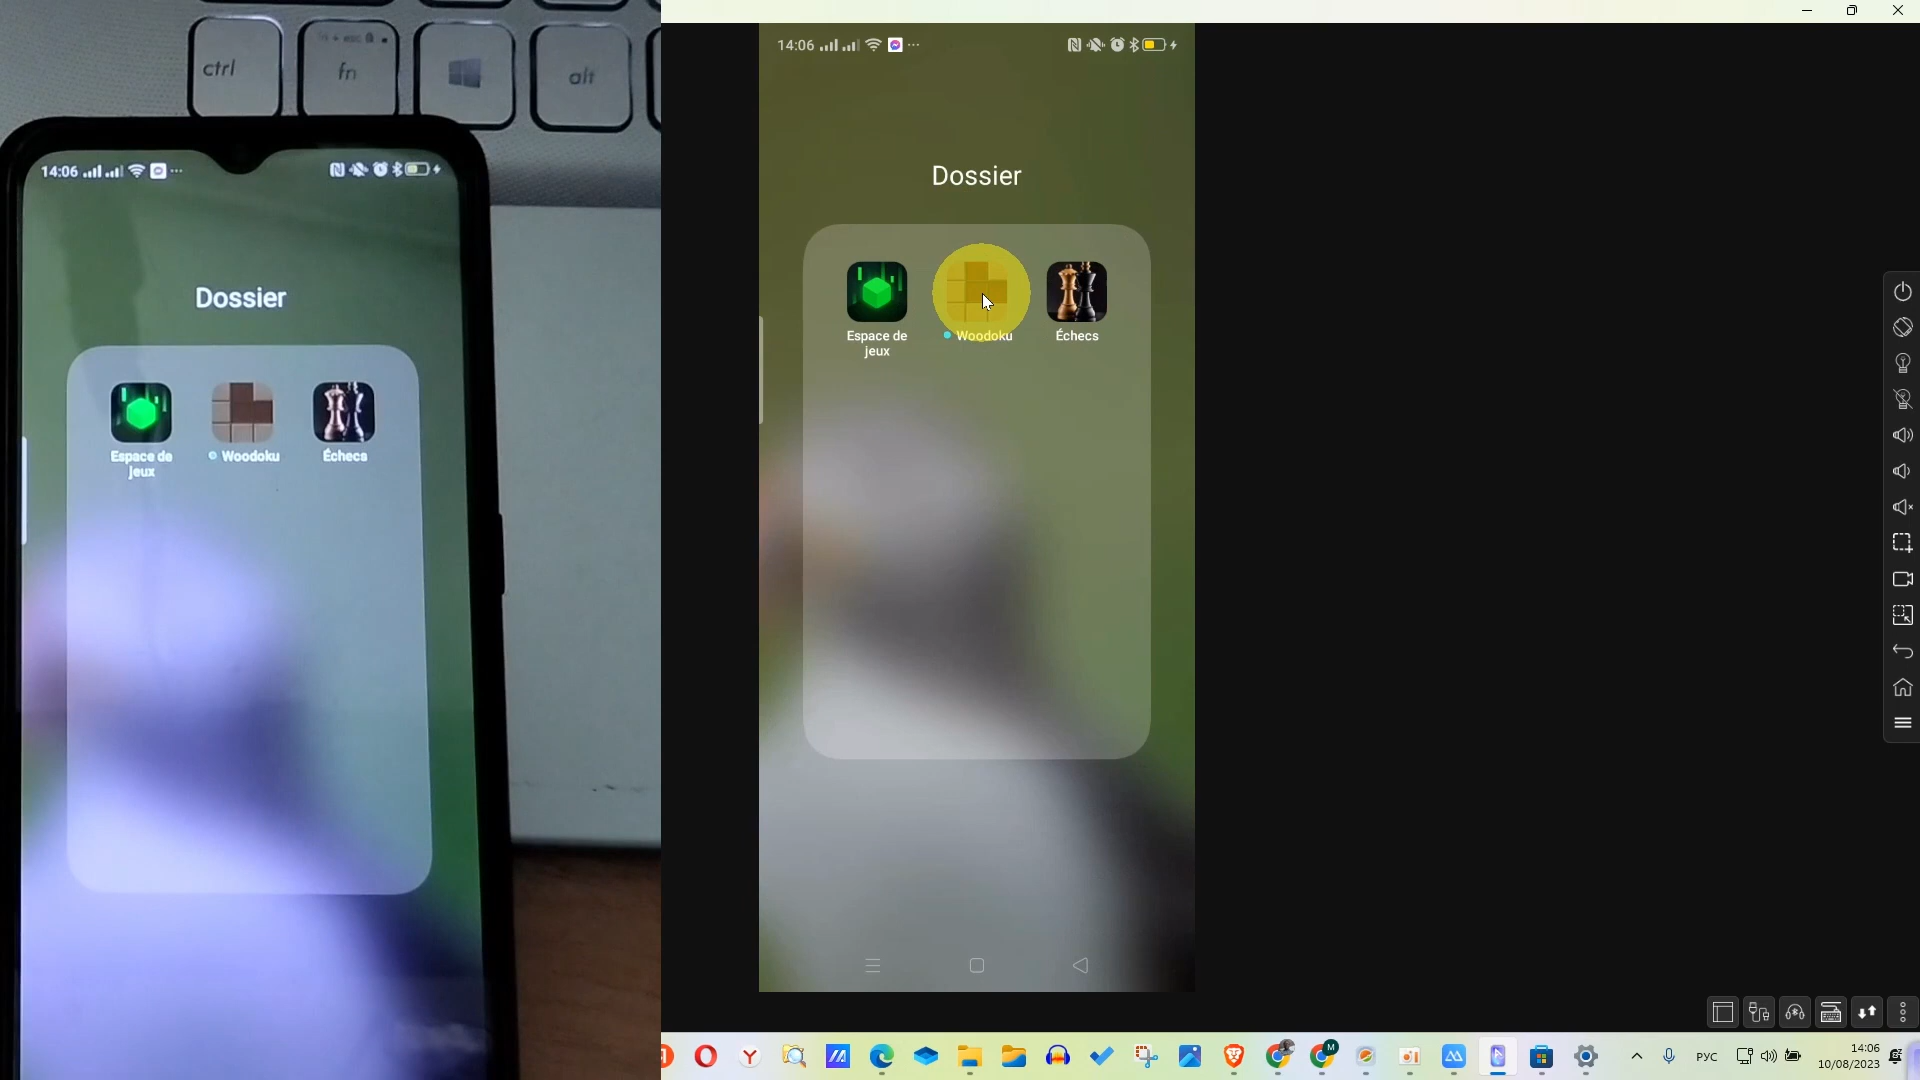 ctrl
fn
alt
14:06
Dossier
Espace de
jeux
Woodoku
Échecs
14:06
Dossier
Espace de
jeux
Woodoku
Échecs
РУС
14:06
10/08/2023